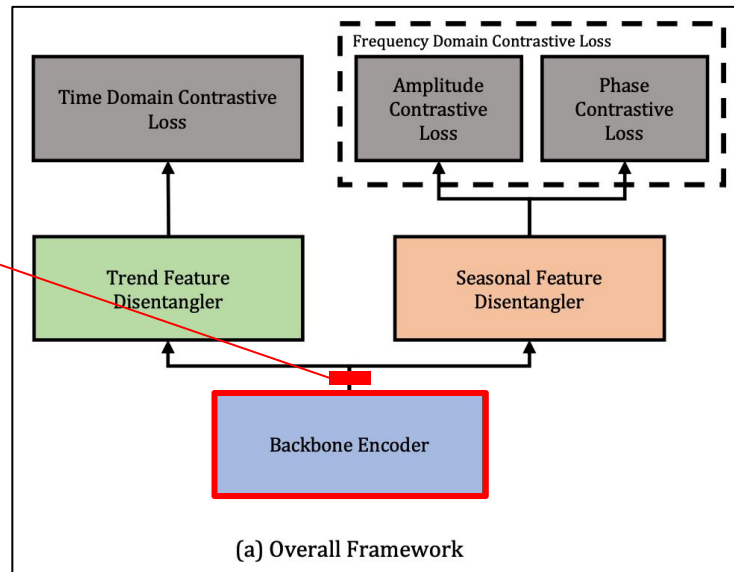 Frequency Domain Contrastive Loss
Time Domain Contrastive
Loss
Amplitude
Contrastive
Loss
Phase
Contrastive
Loss
Trend Feature
Disentangler
Seasonal Feature
Disentangler
Backbone Encoder
(a) Overall Framework